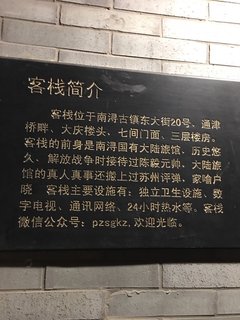 客栈简介
客栈位于南浔古镇东大街20号、通津
桥畔、大庆楼头、七间门面、三层楼房。
客栈的前身是南浔国有大陆旅馆、历史悠
久、解放战争时接待过陈毅元帅、大陆旅
馆的真人真事还搬上过苏州评弹、家喻户
晓 客栈主要设施有：独立卫生设施、数
字电视、通讯网络、24小时热水等。客栈
微信公众号：pzsgkz,欢迎光临。